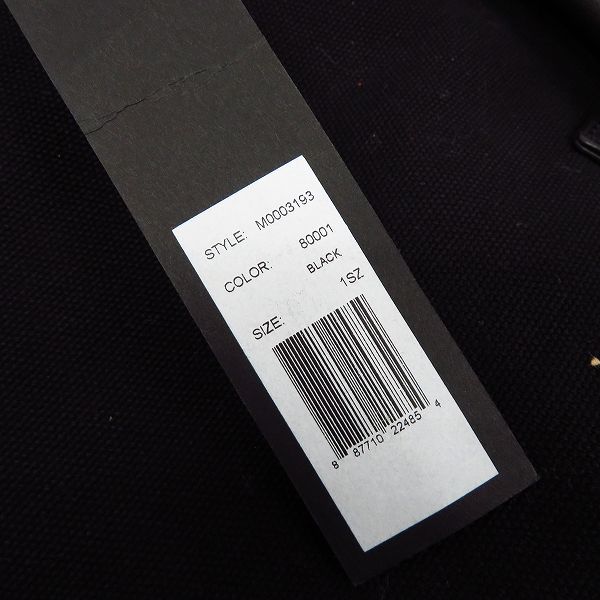 STYLE: M0003193
COLOR: 80001
BLACK
SIZE: 1SZ
8 87710 22485 4